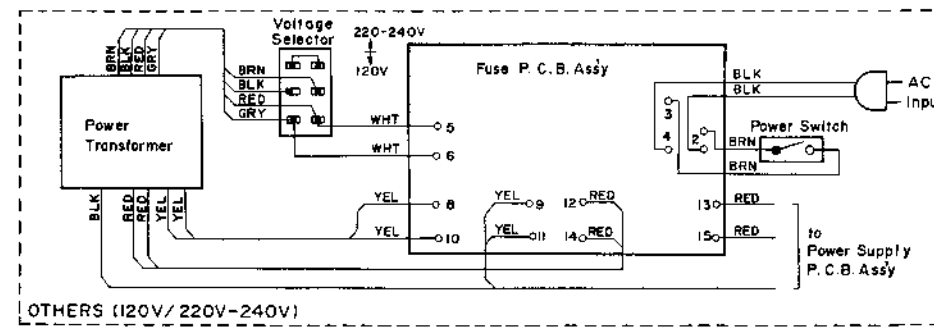 Voltage
Selector
220-240V
120V
BRN
BLK
RED
GRY
BRN
BLK
RED
GRY
Power
Transformer
WHT
WHT
5
6
Fuse P. C. B. Ass'y
BLK
BLK
AC
Inpu
3
4
2
Power Switch
BRN
BRN
BLK
RED
RED
YEL
YEL
YEL
8
YEL
10
YEL
9
YEL
11
12
RED
14
RED
13
RED
15
RED
to
Power Supply
P. C. B. Ass'y
OTHERS (120V/220V-240V)